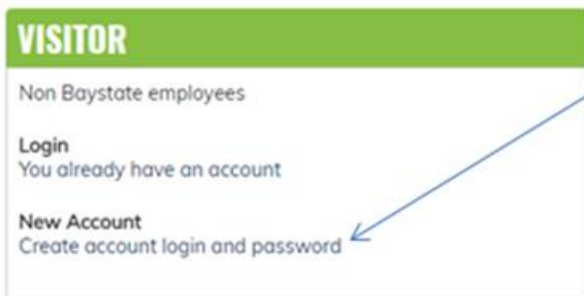 VISITOR
Non Baystate employees
Login
You already have an account
New Account
Create account login and password